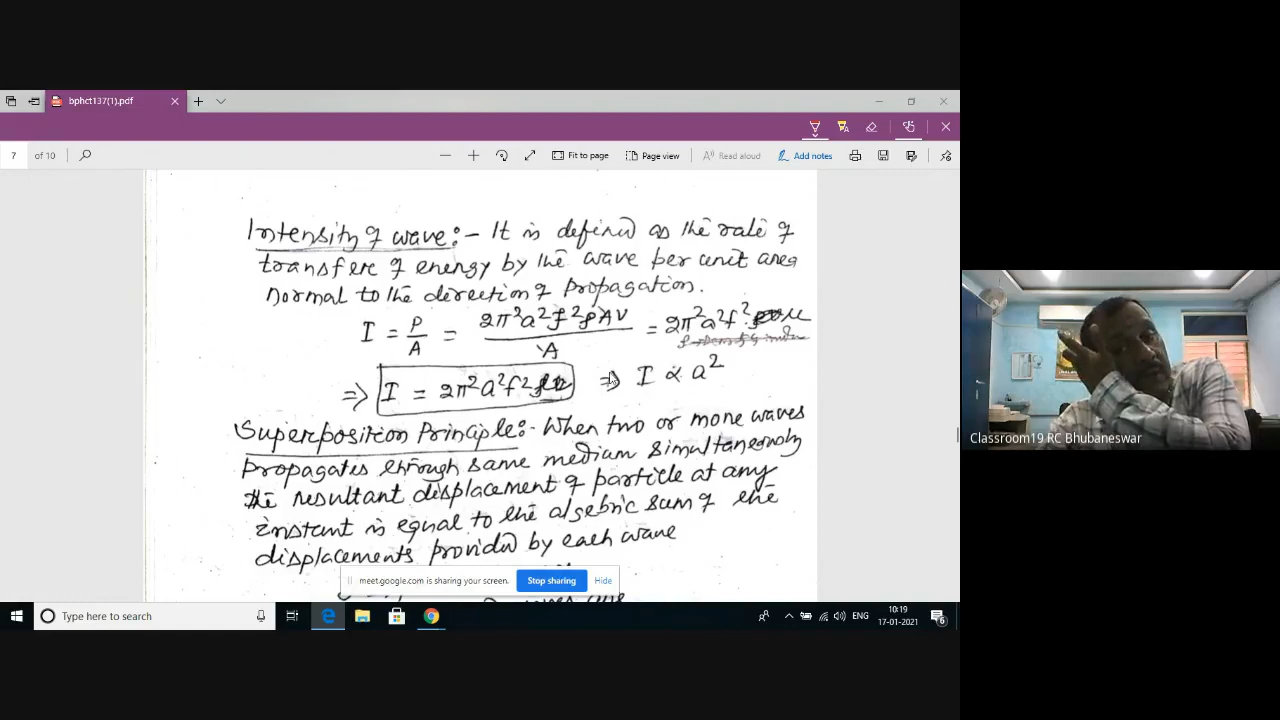 bphct137(1).pdf
7 of 10
Fit to page
Page view
Read aloud
Add notes
Intensity of wave:- It is defined as the rate of
transfer of energy by the wave per unit area
normal to the direction of Propagation.
I = P/A = 2π²a²f²ρAV/A = 2π²a²f²
⇒ I = 2π²a²f²ρv ⇒ I ∝ a²
Superposition Principle:- When two or more waves
Propagates through same medium simultaneously
the resultant displacement of particle at any
instant is equal to the algebric sum of the
displacements provided by each wave
meet.google.com is sharing your screen.
Stop sharing
Hide
Classroom19 RC Bhubaneswar
Type here to search
ENG
10:19
17-01-2021
6